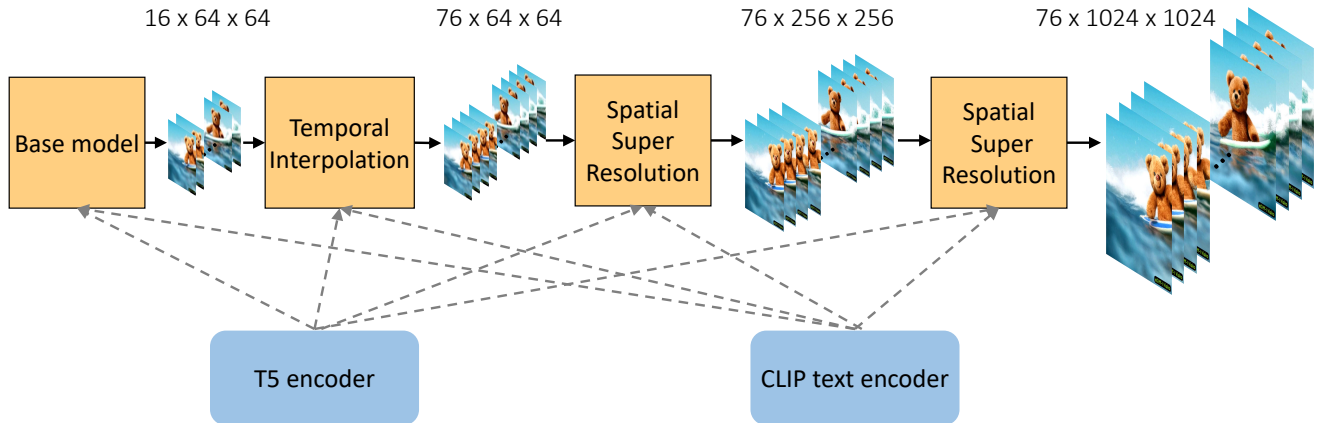 16 x 64 x 64
76 x 64 x 64
76 x 256 x 256
76 x 1024 x 1024
Base model
Temporal
Interpolation
Spatial
Super
Resolution
Spatial
Super
Resolution
T5 encoder
CLIP text encoder